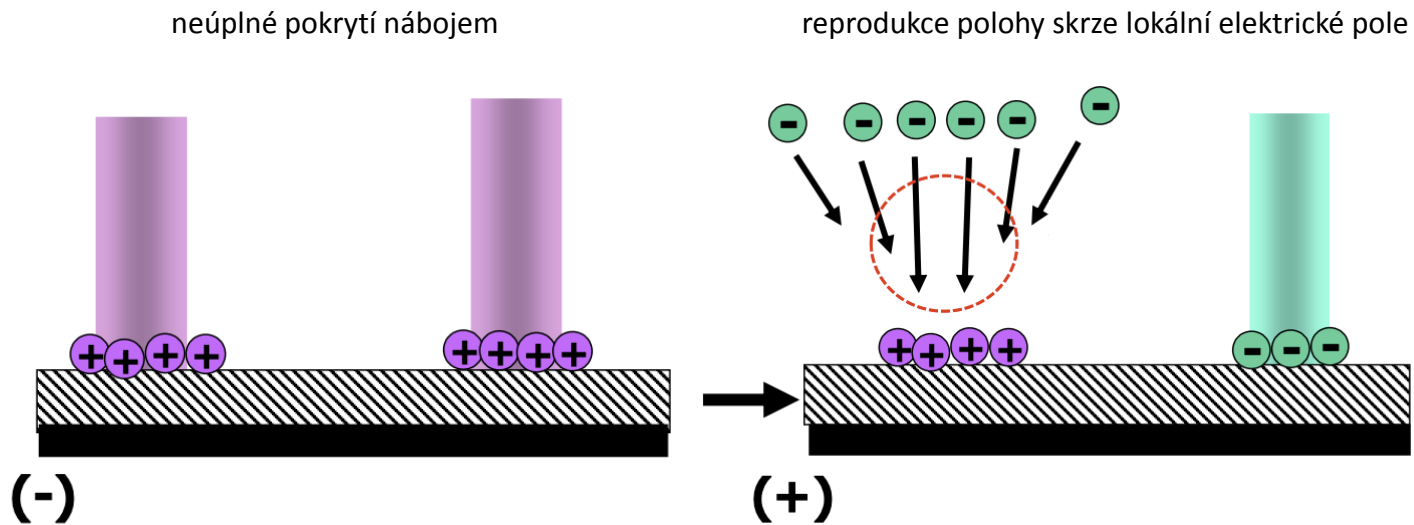 neúplné pokrytí nábojem
reprodukce polohy skrze lokální elektrické pole
- - - - - -
+ + + +
+ + + +
+ + + +
- - -
(-)
(+)